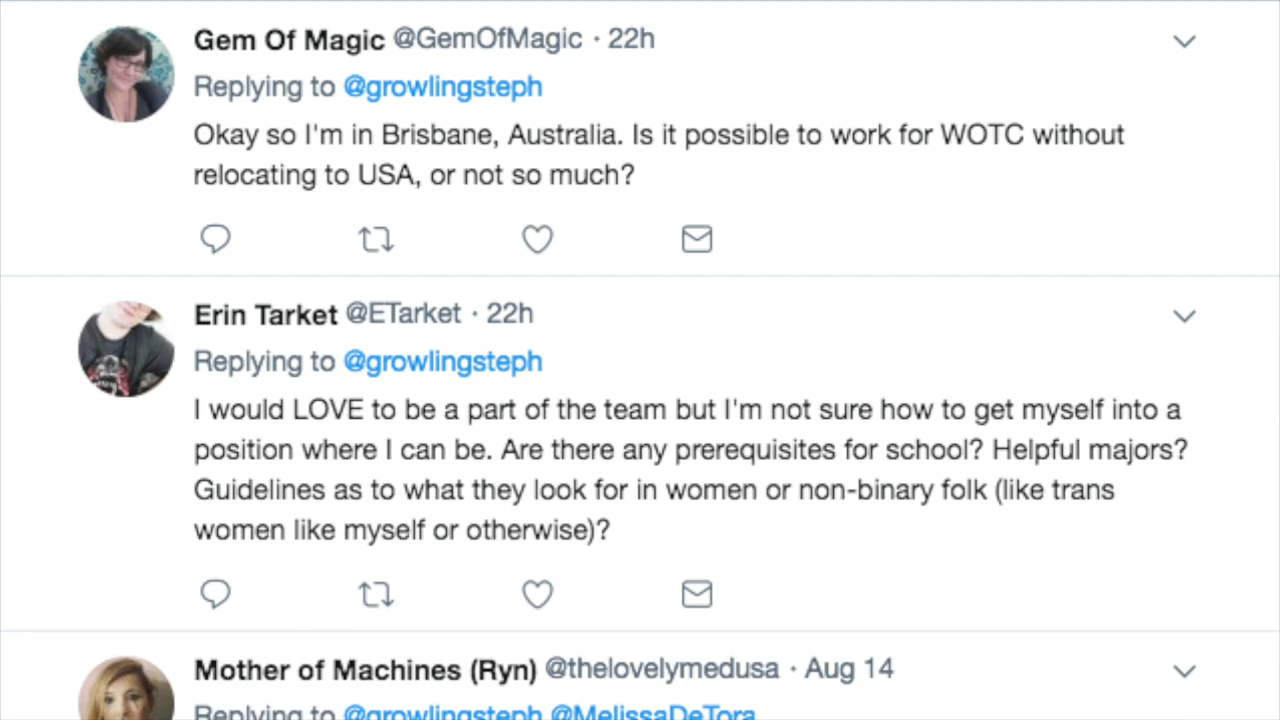 Gem Of Magic @GemOfMagic · 22h
Replying to @growlingsteph
Okay so I'm in Brisbane, Australia. Is it possible to work for WOTC without
relocating to USA, or not so much?
Erin Tarket @ETarket · 22h
Replying to @growlingsteph
I would LOVE to be a part of the team but I'm not sure how to get myself into a
position where I can be. Are there any prerequisites for school? Helpful majors?
Guidelines as to what they look for in women or non-binary folk (like trans
women like myself or otherwise)?
Mother of Machines (Ryn) @thelovelymedusa · Aug 14
Replying to @growlingsteph @MelissaDeTora